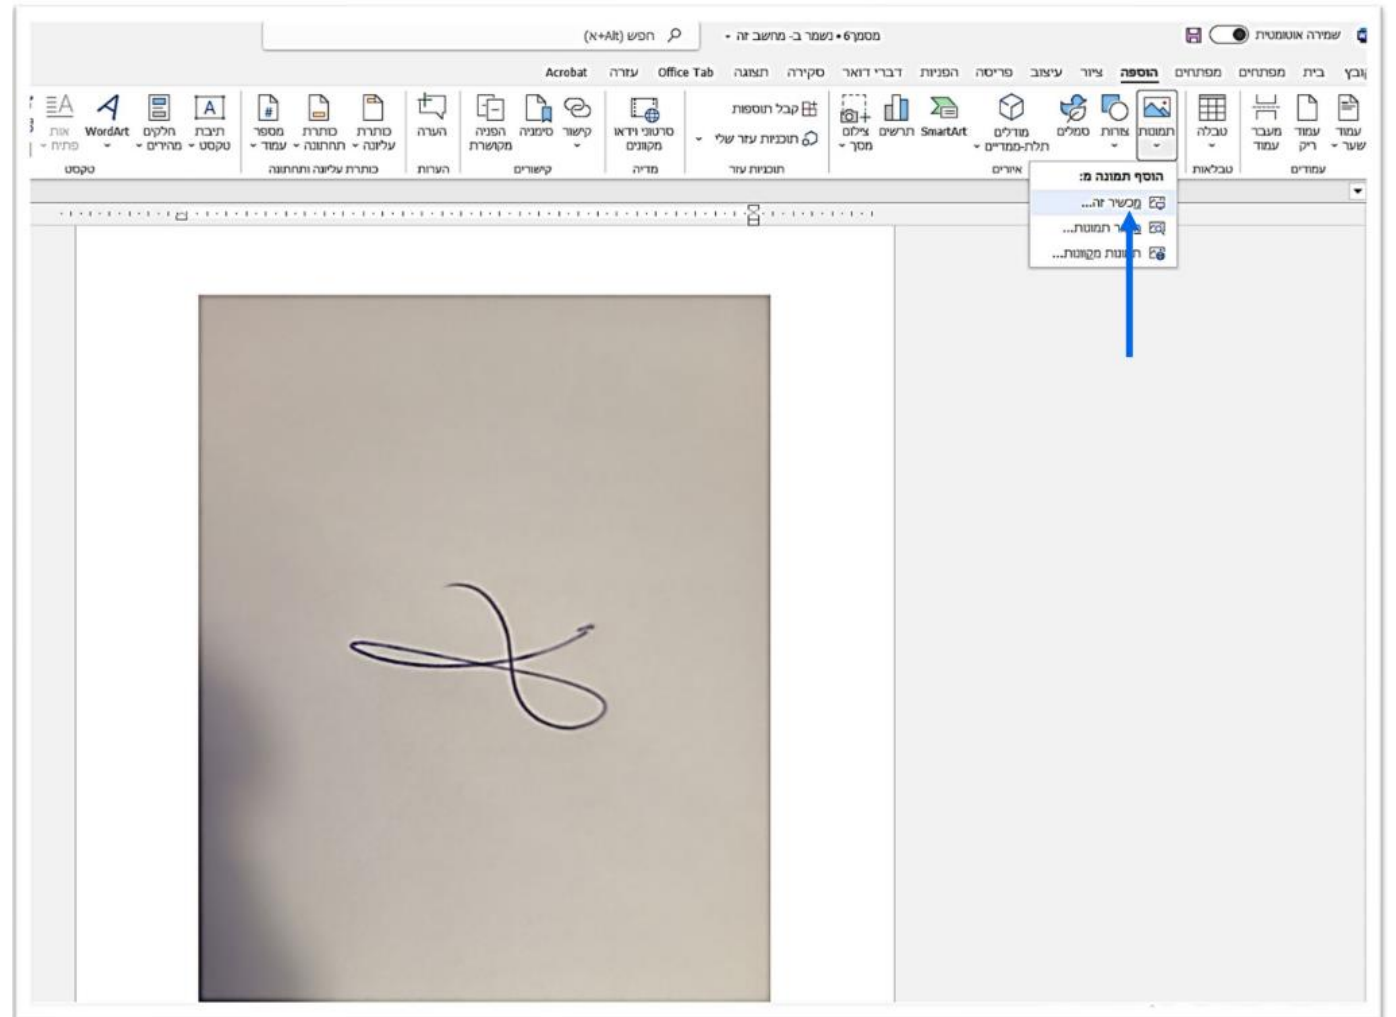 שמירה אוטומטית
מסמך6 • נשמר ב- מחשב זה
חפש (Alt+א)
קובץ בית מפתחים מפתחים הוספה ציור עיצוב פריסה הפניות דברי דואר סקירה תצוגה Office Tab עזרה Acrobat
עמוד שער
עמוד ריק
מעבר עמוד
טבלה
תמונות
צורות
סמלים
מודלים תלת-ממדיים
SmartArt
תרשים
צילום מסך
קבל תוספות
תוכניות עזר שלי
סרטוני וידאו מקוונים
קישור
סימניה
הפניה מקושרת
הערה
כותרת עליונה
כותרת תחתונה
מספר עמוד
תיבת טקסט
חלקים מהירים
WordArt
אות פתיח
עמודים טבלאות איורים תוכניות עזר מדיה קישורים הערות כותרת עליונה ותחתונה טקסט
הוסף תמונה מ:
מכשיר זה...
תמונות...
תמונות מקוונות...